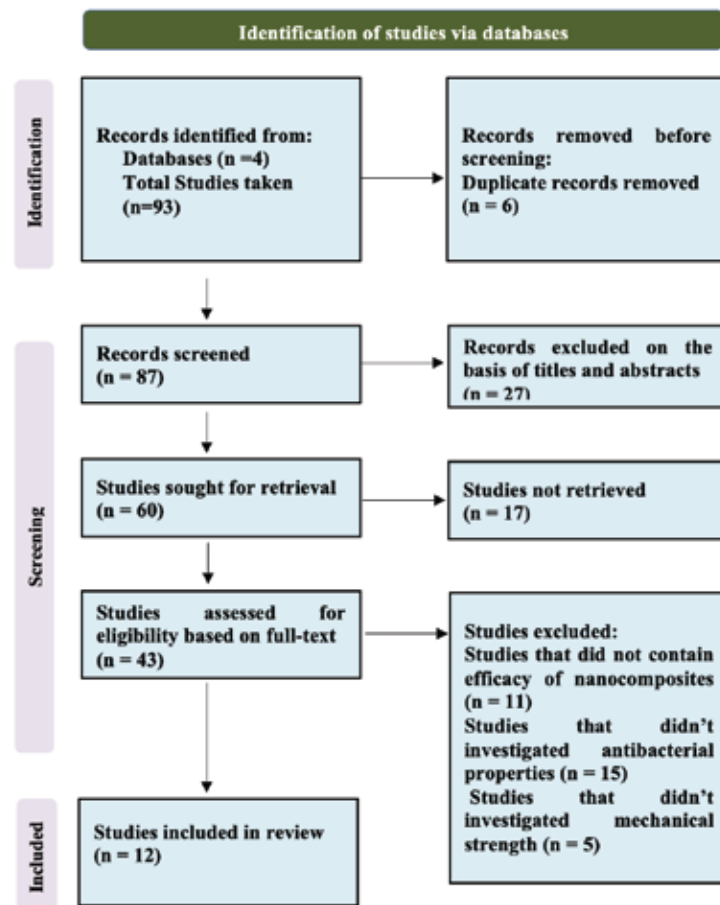 Identification of studies via databases
Identification
Records identified from:
Databases (n =4)
Total Studies taken
(n=93)
Records removed before
screening:
Duplicate records removed
(n = 6)
Screening
Records screened
(n = 87)
Records excluded on the
basis of titles and abstracts
(n = 27)
Studies sought for retrieval
(n = 60)
Studies not retrieved
(n = 17)
Studies assessed for
eligibility based on full-text
(n = 43)
Studies excluded:
Studies that did not contain
efficacy of nanocomposites
(n = 11)
Studies that didn't
investigated antibacterial
properties (n = 15)
Studies that didn't
investigated mechanical
strength (n = 5)
Included
Studies included in review
(n = 12)